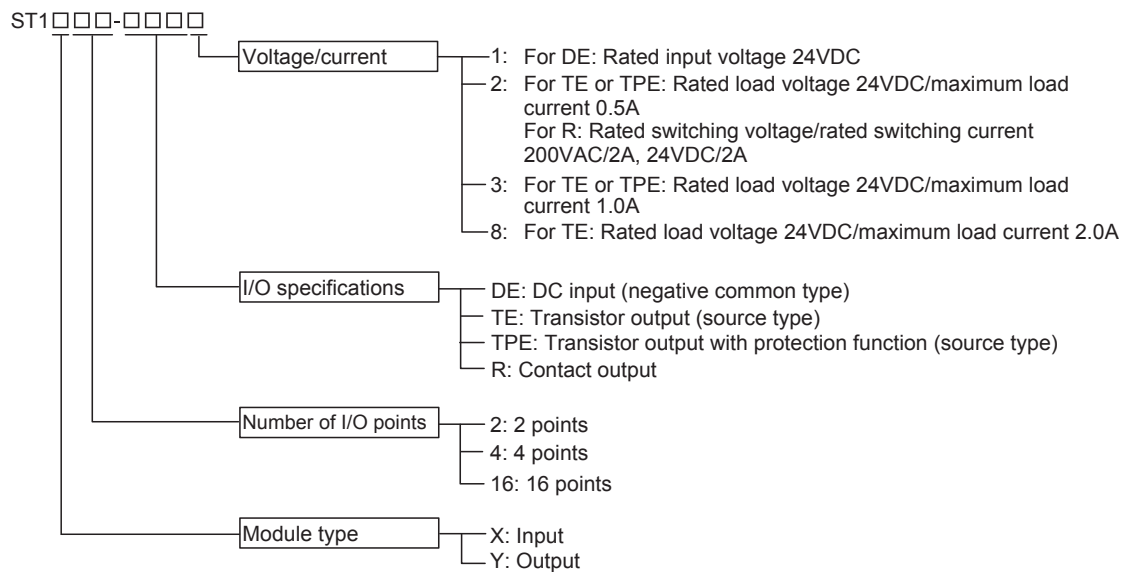 ST1□□□-□□□□
Voltage/current
1: For DE: Rated input voltage 24VDC
2: For TE or TPE: Rated load voltage 24VDC/maximum load
current 0.5A
For R: Rated switching voltage/rated switching current
200VAC/2A, 24VDC/2A
3: For TE or TPE: Rated load voltage 24VDC/maximum load
current 1.0A
8: For TE: Rated load voltage 24VDC/maximum load current 2.0A
I/O specifications
DE: DC input (negative common type)
TE: Transistor output (source type)
TPE: Transistor output with protection function (source type)
R: Contact output
Number of I/O points
2: 2 points
4: 4 points
16: 16 points
Module type
X: Input
Y: Output